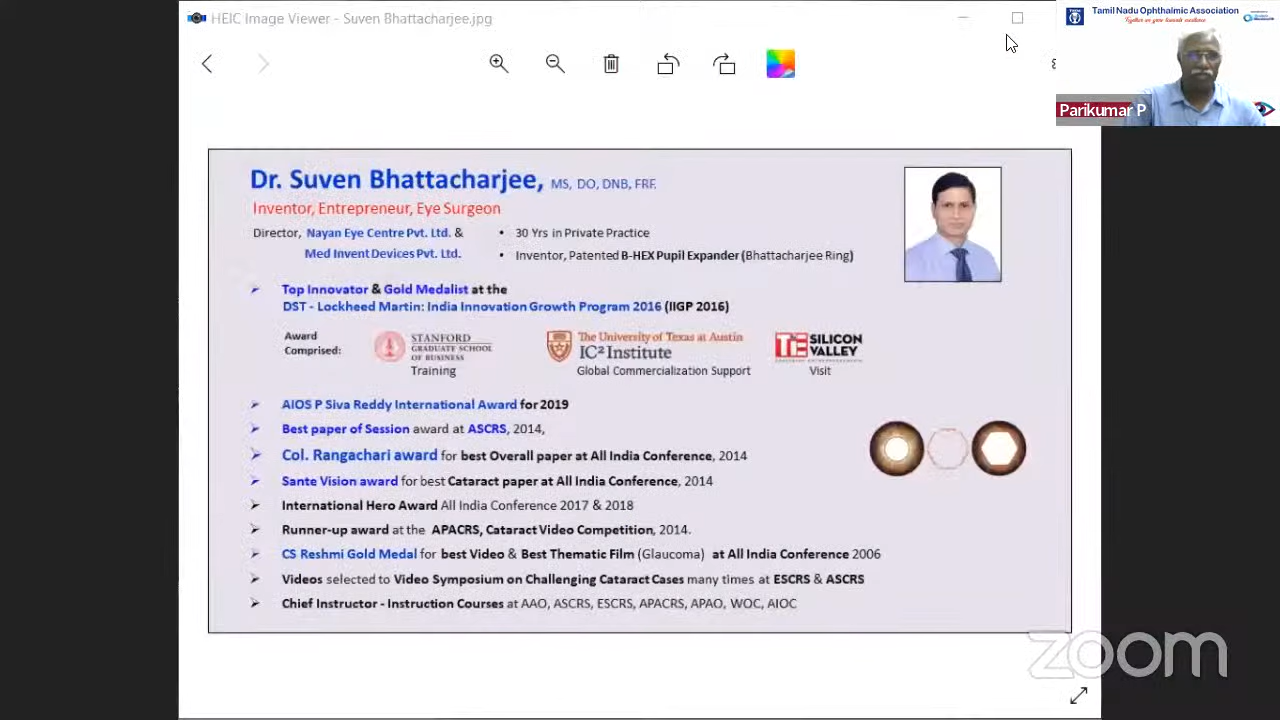 HEIC Image Viewer - Suven Bhattacharjee.jpg
Tamil Nadu Ophthalmic Association
Together we grow towards excellence
Parikumar P
Dr. Suven Bhattacharjee, MS, DO, DNB, FRF.
Inventor, Entrepreneur, Eye Surgeon
Director, Nayan Eye Centre Pvt. Ltd. &
Med Invent Devices Pvt. Ltd.
• 30 Yrs in Private Practice
• Inventor, Patented B-HEX Pupil Expander (Bhattacharjee Ring)
➢ Top Innovator & Gold Medalist at the
DST - Lockheed Martin: India Innovation Growth Program 2016 (IIGP 2016)
Award
Comprised:
STANFORD
GRADUATE SCHOOL
OF BUSINESS
Training
The University of Texas at Austin
IC² Institute
Global Commercialization Support
TiE SILICON
VALLEY
Visit
➢ AIOS P Siva Reddy International Award for 2019
➢ Best paper of Session award at ASCRS, 2014,
➢ Col. Rangachari award for best Overall paper at All India Conference, 2014
➢ Sante Vision award for best Cataract paper at All India Conference, 2014
➢ International Hero Award All India Conference 2017 & 2018
➢ Runner-up award at the APACRS, Cataract Video Competition, 2014.
➢ CS Reshmi Gold Medal for best Video & Best Thematic Film (Glaucoma) at All India Conference 2006
➢ Videos selected to Video Symposium on Challenging Cataract Cases many times at ESCRS & ASCRS
➢ Chief Instructor - Instruction Courses at AAO, ASCRS, ESCRS, APACRS, APAO, WOC, AIOC
zoom